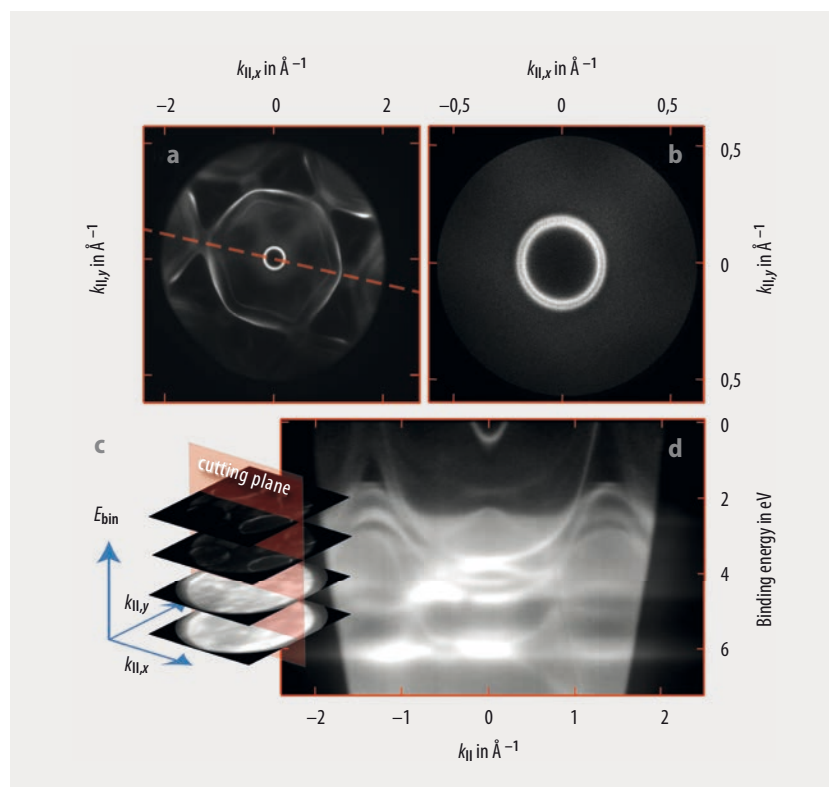 k||,x in Å –1
k||,x in Å –1
–2 0 2
–0,5 0 0,5
a
b
k||,y in Å –1
0,5
0
0,5
k||,y in Å –1
c
cutting plane
Ebin
k||,y
k||,x
d
0
2
4
6
Binding energy in eV
–2 –1 0 1 2
k|| in Å –1